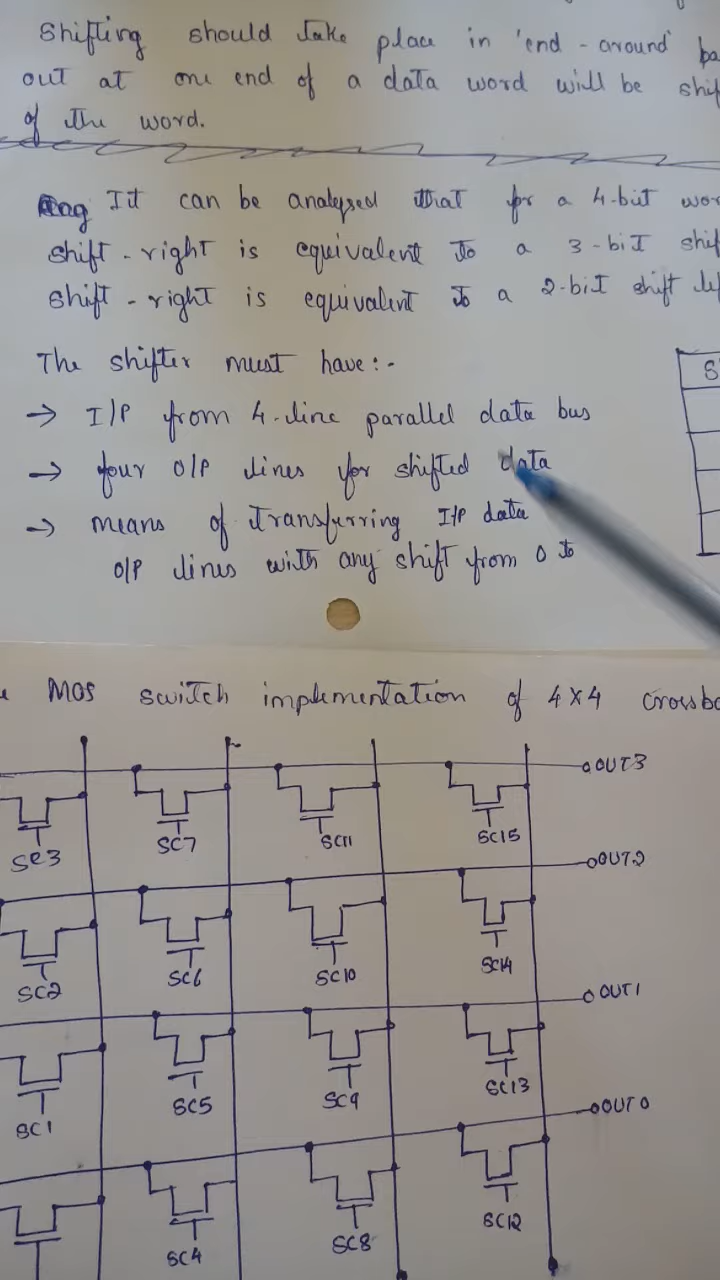 Shifting should take place in 'end-around'
out at one end of a data word will be
of the word.
It can be analysed that for a 4-bit
shift-right is equivalent to a 3-bit
shift-right is equivalent to a 2-bit shift
The shifter must have:-
→ I/P from 4-line parallel data bus
→ four O/P lines for shifted data
→ means of transferring I/P data
O/P lines with any shift from 0 to
MOS switch implementation of 4x4
OUT3
SC3 SC7 SC11 SC15
OUT2
SC2 SC6 SC10 SC14
OUT1
SC1 SC5 SC9 SC13
OUT0
SC4 SC8 SC12